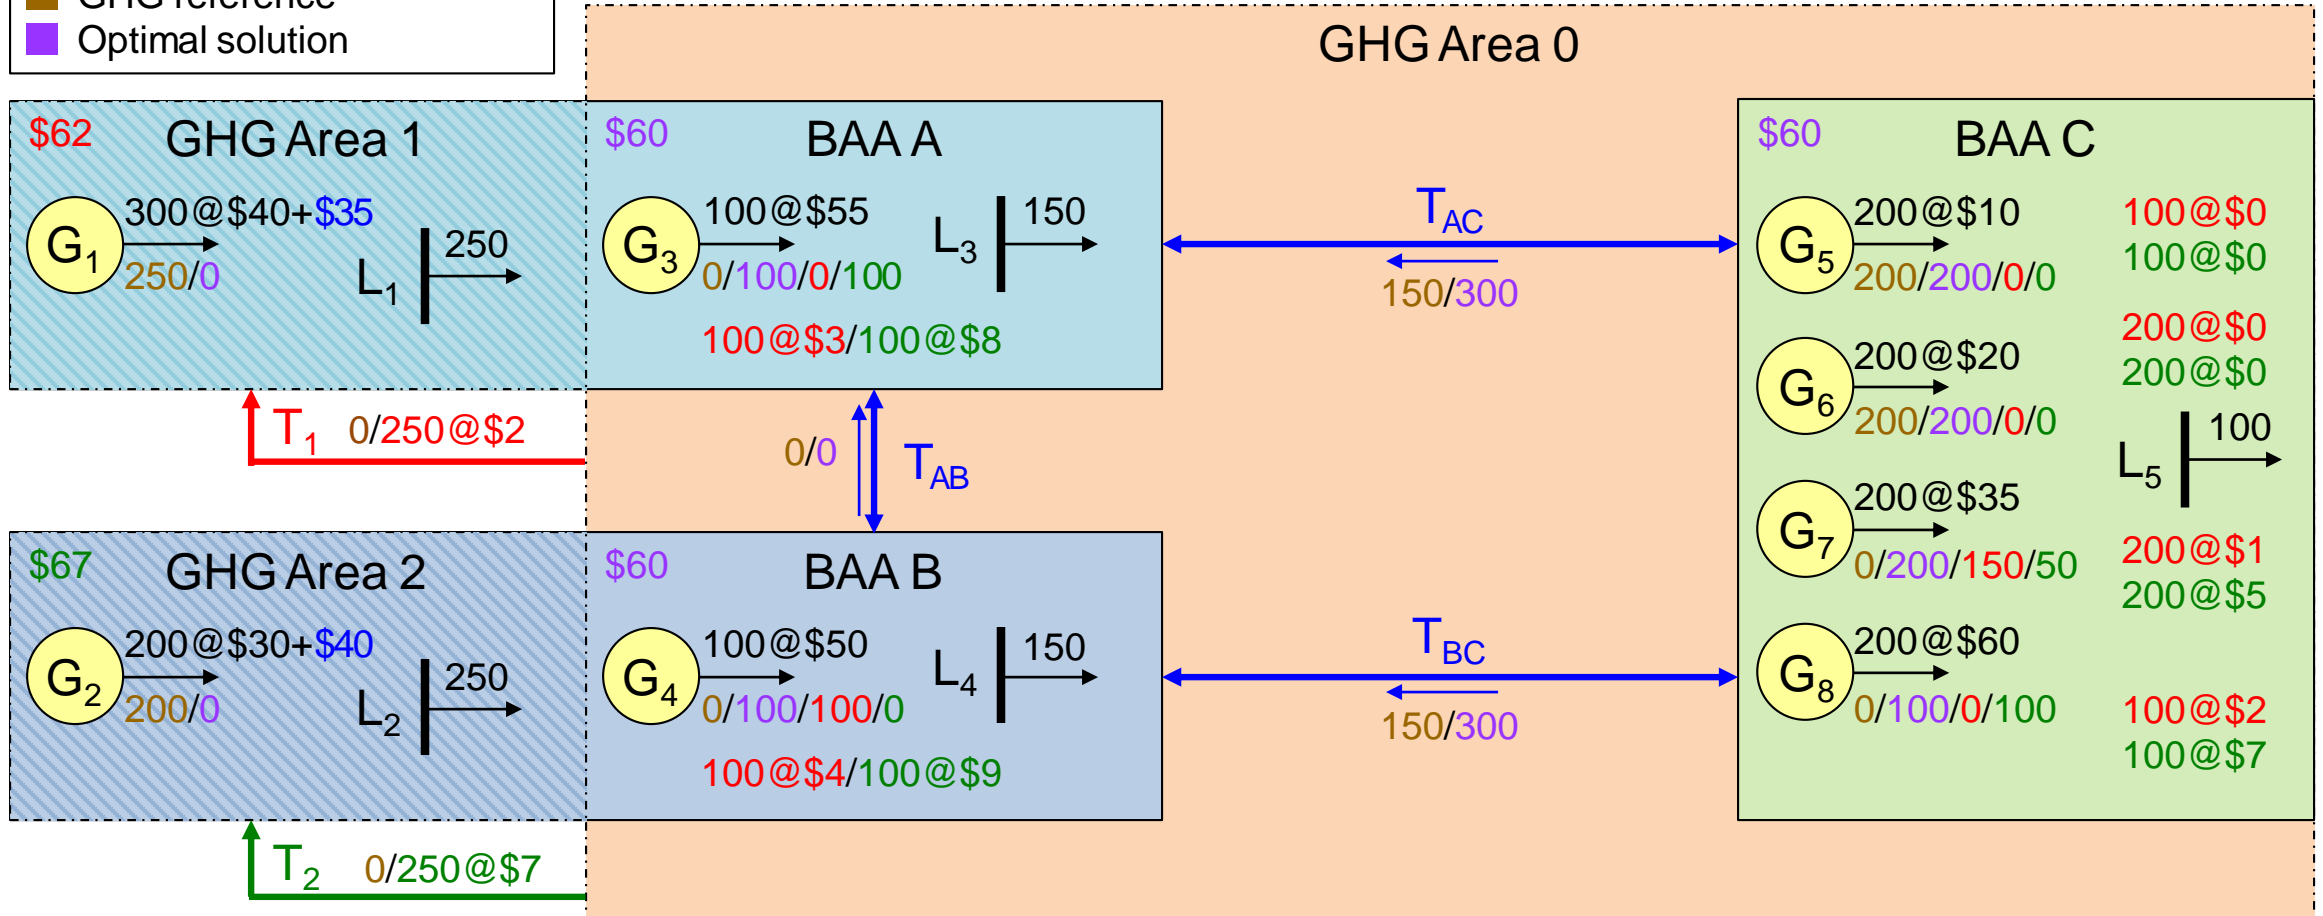 GHG reference
Optimal solution
GHG Area 0
$62
GHG Area 1
G1
300@$40+$35
250/0
L1
250
$60
BAA A
G3
100@$55
0/100/0/100
L3
150
100@$3/100@$8
TAC
150/300
$60
BAA C
G5
200@$10
200/200/0/0
100@$0
100@$0
G6
200@$20
200/200/0/0
200@$0
200@$0
L5
100
G7
200@$35
0/200/150/50
200@$1
200@$5
G8
200@$60
0/100/0/100
100@$2
100@$7
T1 0/250@$2
0/0
TAB
$67
GHG Area 2
G2
200@$30+$40
200/0
L2
250
$60
BAA B
G4
100@$50
0/100/100/0
L4
150
100@$4/100@$9
TBC
150/300
T2 0/250@$7